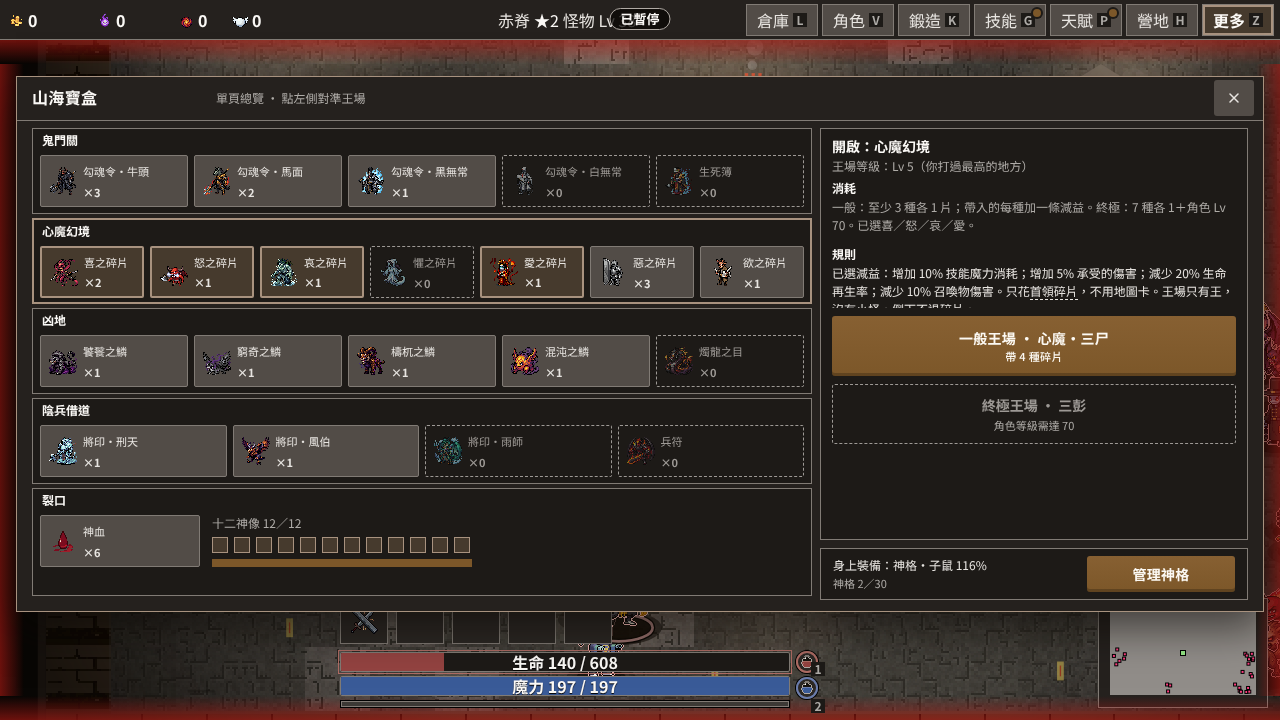 0 0 0 0
赤脊 ★2 怪物 Lv
已暫停
倉庫 L
角色 V
鍛造 K
技能 G
天賦 P
營地 H
更多 Z
山海寶盒
單頁總覽 · 點左側對準王場
×
鬼門關
勾魂令·牛頭
×3
勾魂令·馬面
×2
勾魂令·黑無常
×1
勾魂令·白無常
×0
生死簿
×0
心魔幻境
喜之碎片
×2
怒之碎片
×1
哀之碎片
×1
懼之碎片
×0
愛之碎片
×1
惡之碎片
×3
欲之碎片
×1
凶地
饕餮之鱗
×1
窮奇之鱗
×1
檮杌之鱗
×1
混沌之鱗
×1
燭龍之目
×0
陰兵借道
將印·刑天
×1
將印·風伯
×1
將印·雨師
×0
兵符
×0
裂口
神血
×6
十二神像 12／12
開啟：心魔幻境
王場等級：Lv 5（你打過最高的地方）
消耗
一般：至少 3 種各 1 片；帶入的每種加一條減益。終極：7 種各 1＋角色 Lv
70。已選喜／怒／哀／愛。
規則
已選減益：增加 10% 技能魔力消耗；增加 5% 承受的傷害；減少 20% 生命
再生率；減少 10% 召喚物傷害。只花首領碎片，不用地圖卡。王場只有王，
一般王場 · 心魔·三尸
帶 4 種碎片
終極王場 · 三彭
角色等級需達 70
身上裝備：神格·子鼠 116%
神格 2／30
管理神格
生命 140 / 608
1
魔力 197 / 197
2